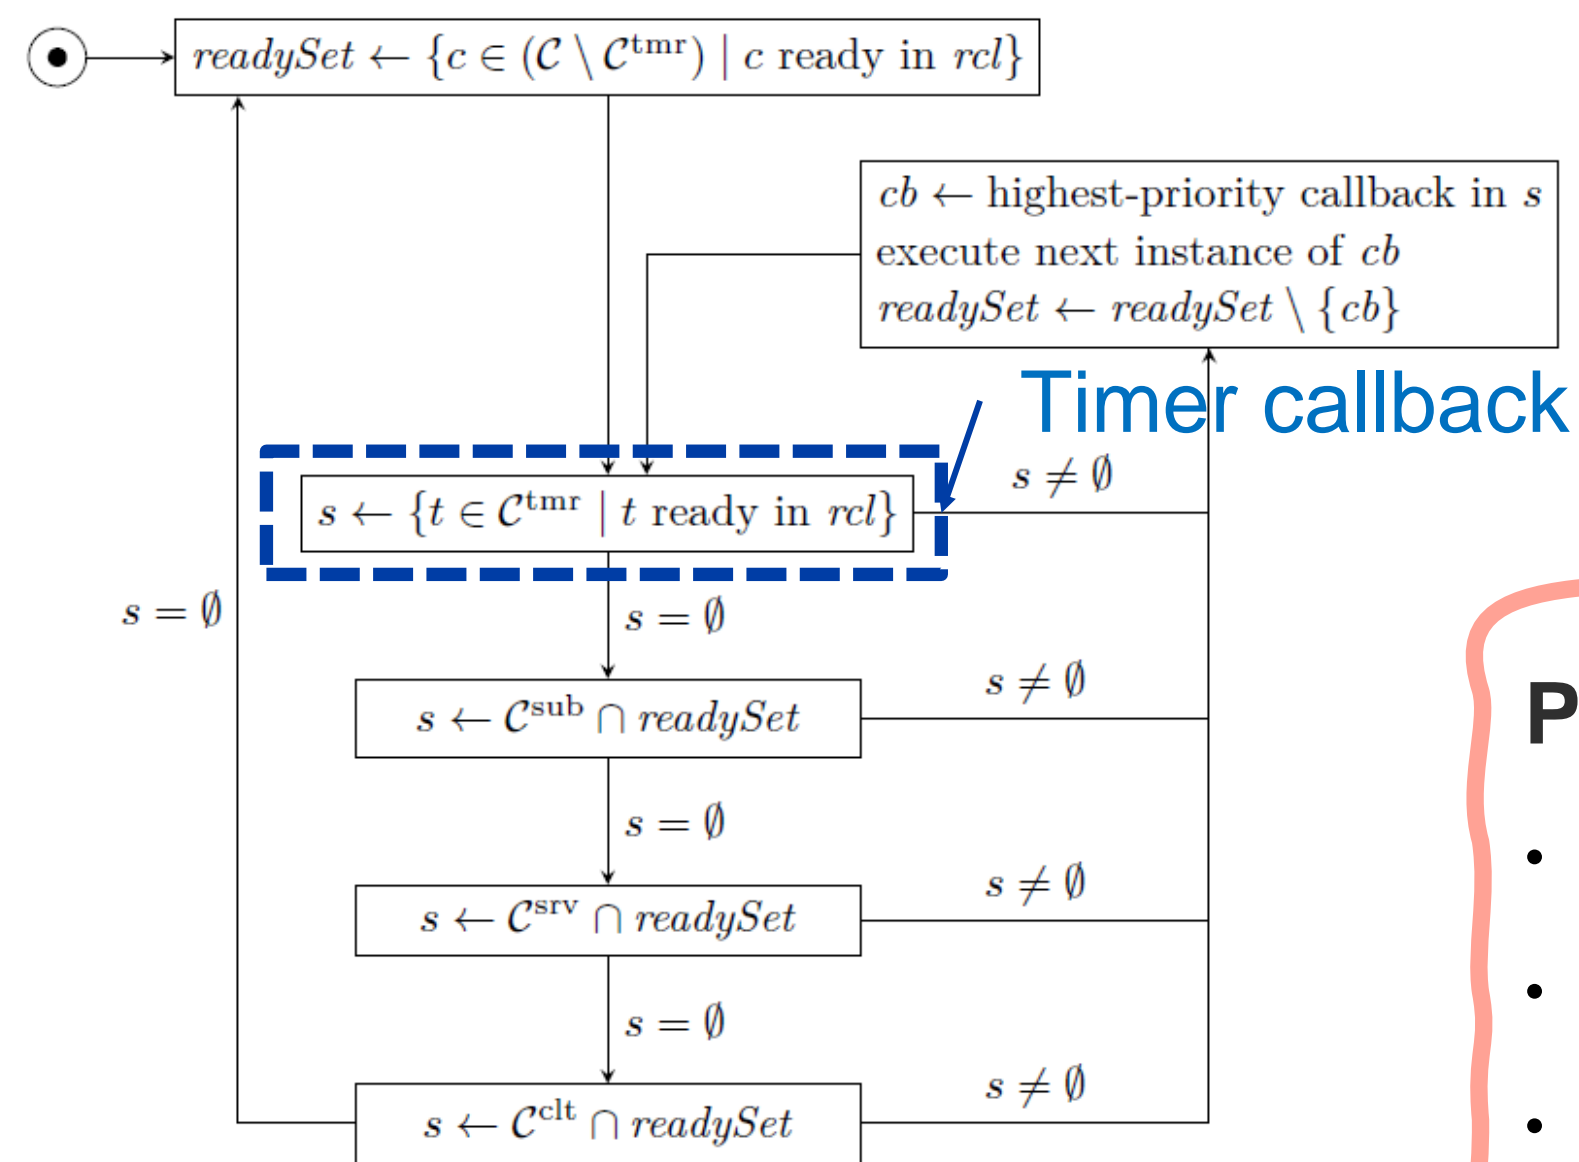 readySet ← {c ∈ (𝒞 \ 𝒞^tmr) | c ready in rcl}
cb ← highest-priority callback in s
execute next instance of cb
readySet ← readySet \ {cb}
Timer callback
s ← {t ∈ 𝒞^tmr | t ready in rcl}
s ≠ ∅
s = ∅
s = ∅
s ← 𝒞^sub ∩ readySet
s ≠ ∅
P
s = ∅
s ← 𝒞^srv ∩ readySet
s ≠ ∅
•
•
s = ∅
s ← 𝒞^clt ∩ readySet
s ≠ ∅
•